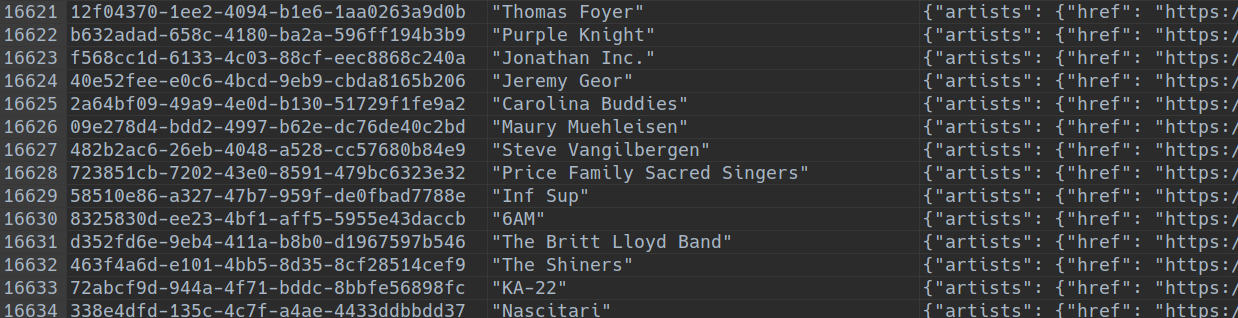 16621 12f04370-1ee2-4094-b1e6-1aa0263a9d0b "Thomas Foyer" {"artists": {"href": "https:/
16622 b632adad-658c-4180-ba2a-596ff194b3b9 "Purple Knight" {"artists": {"href": "https:/
16623 f568cc1d-6133-4c03-88cf-eec8868c240a "Jonathan Inc." {"artists": {"href": "https:/
16624 40e52fee-e0c6-4bcd-9eb9-cbda8165b206 "Jeremy Geor" {"artists": {"href": "https:/
16625 2a64bf09-49a9-4e0d-b130-51729f1fe9a2 "Carolina Buddies" {"artists": {"href": "https:/
16626 09e278d4-bdd2-4997-b62e-dc76de40c2bd "Maury Muehleisen" {"artists": {"href": "https:/
16627 482b2ac6-26eb-4048-a528-cc57680b84e9 "Steve Vangilbergen" {"artists": {"href": "https:/
16628 723851cb-7202-43e0-8591-479bc6323e32 "Price Family Sacred Singers" {"artists": {"href": "https:/
16629 58510e86-a327-47b7-959f-de0fbad7788e "Inf Sup" {"artists": {"href": "https:/
16630 8325830d-ee23-4bf1-aff5-5955e43daccb "6AM" {"artists": {"href": "https:/
16631 d352fd6e-9eb4-411a-b8b0-d1967597b546 "The Britt Lloyd Band" {"artists": {"href": "https:/
16632 463f04a6d-e101-4bb5-8d35-8cf28514cef9 "The Shiners" {"artists": {"href": "https:/
16633 72abcf9d-944a-4f71-bddc-8bbfe56898fc "KA-22" {"artists": {"href": "https:/
16634 338e4dfd-135c-4c7f-a4ae-4433ddbbdd37 "Nascitari" {"artists": {"href": "https:/